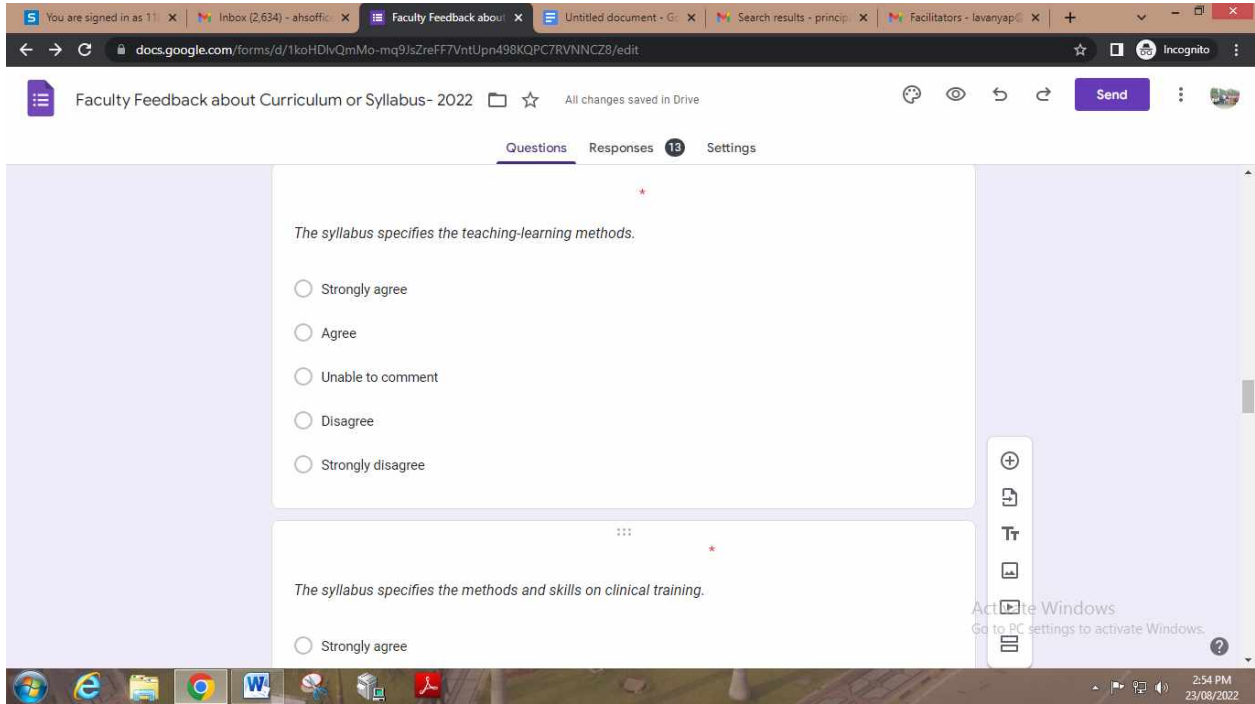 You are signed in as 11
Inbox (2,634) - ahsoffic
Faculty Feedback about
Untitled document - Go
Search results - princip
Facilitators - lavanyap
docs.google.com/forms/d/1koHDlvQmMo-mq9JsZreFF7VntUpn498KQPC7RVNNCZ8/edit
Incognito
Faculty Feedback about Curriculum or Syllabus- 2022
All changes saved in Drive
Send
Questions
Responses 13
Settings
*
The syllabus specifies the teaching-learning methods.
Strongly agree
Agree
Unable to comment
Disagree
Strongly disagree
*
The syllabus specifies the methods and skills on clinical training.
Strongly agree
Activate Windows
Go to PC settings to activate Windows.
2:54 PM
23/08/2022